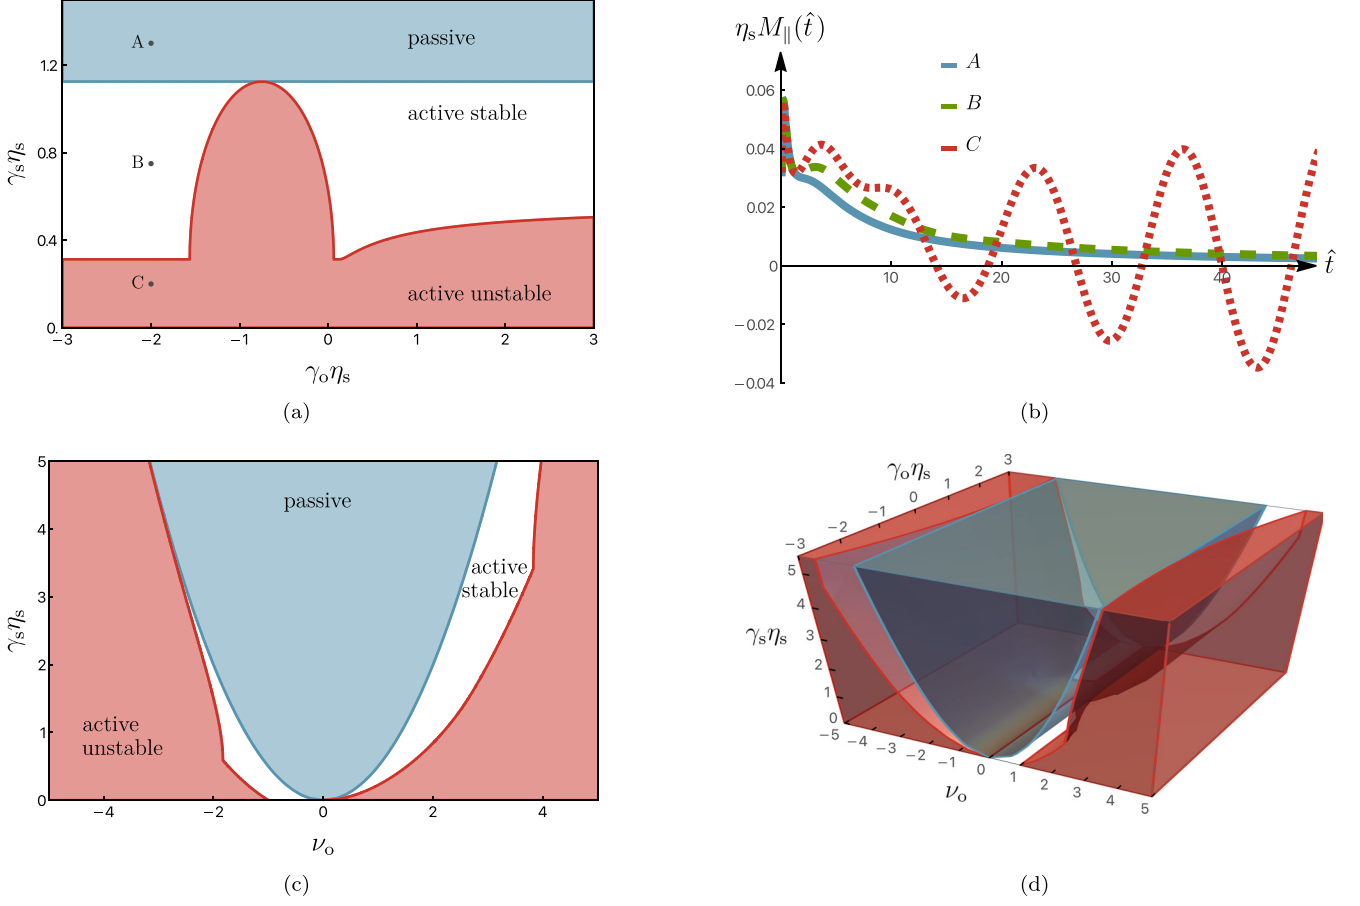 γₛηₛ
1.2
0.8
0.4
0.
A
B
C
passive
active stable
active unstable
−3
−2
−1
0
1
2
3
γₒηₛ
(a)
ηₛM∥(t̂)
0.06
0.04
0.02
0
−0.02
−0.04
A
B
C
10
20
30
40
t̂
(b)
γₛηₛ
5
4
3
2
1
0
passive
active
stable
active
unstable
−4
−2
0
2
4
νₒ
(c)
γₒηₛ
−3
−2
−1
0
1
2
3
γₛηₛ
5
4
3
2
1
0
−5
−4
−3
−2
−1
0
1
2
3
4
5
νₒ
(d)